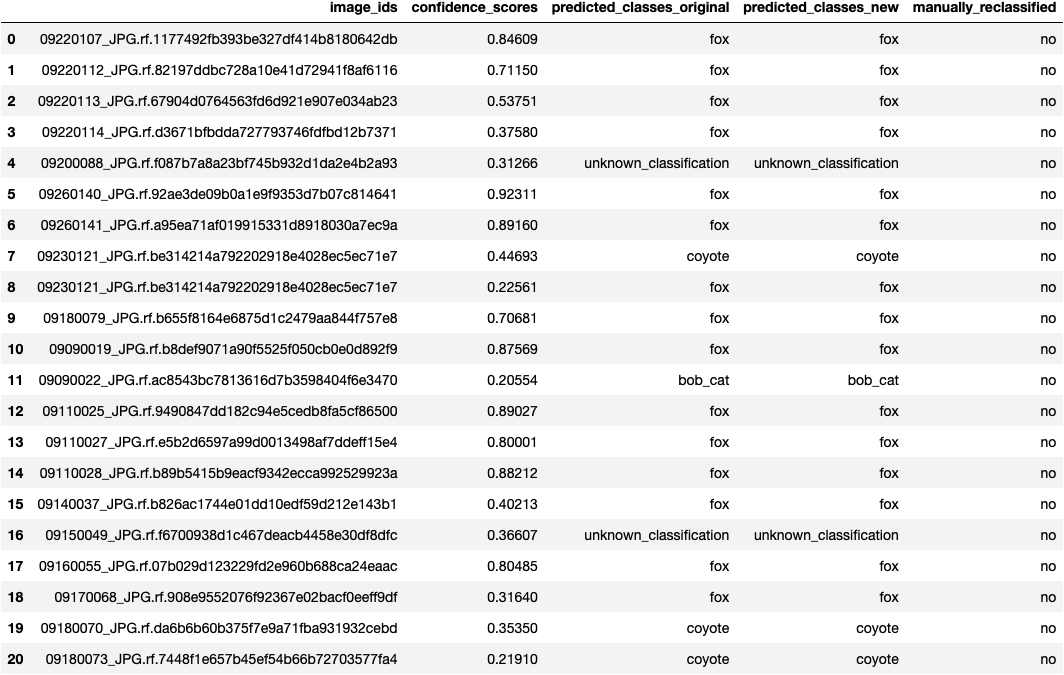 image_ids confidence_scores predicted_classes_original predicted_classes_new manually_reclassified
0 09220107_JPG.rf.1177492fb393be327df414b8180642db 0.84609 fox fox no
1 09220112_JPG.rf.82197ddbc728a10e41d72941f8af6116 0.71150 fox fox no
2 09220113_JPG.rf.67904d0764563fd6d921e907e034ab23 0.53751 fox fox no
3 09220114_JPG.rf.d3671bfbdda727793746fdfbd12b7371 0.37580 fox fox no
4 09200088_JPG.rf.f087b7a8a23bf745b932d1da2e4b2a93 0.31266 unknown_classification unknown_classification no
5 09260140_JPG.rf.92ae3de09b0a1e9f9353d7b07c814641 0.92311 fox fox no
6 09260141_JPG.rf.a95ea71af019915331d8918030a7ec9a 0.89160 fox fox no
7 09230121_JPG.rf.be314214a792202918e4028ec5ec71e7 0.44693 coyote coyote no
8 09230121_JPG.rf.be314214a792202918e4028ec5ec71e7 0.22561 fox fox no
9 09180079_JPG.rf.b655f8164e6875d1c2479aa844f757e8 0.70681 fox fox no
10 09090019_JPG.rf.b8def9071a90f5525f050cb0e0d892f9 0.87569 fox fox no
11 09090022_JPG.rf.ac8543bc7813616d7b3598404f6e3470 0.20554 bob_cat bob_cat no
12 09110025_JPG.rf.9490847dd182c94e5cedb8fa5cf86500 0.89027 fox fox no
13 09110027_JPG.rf.e5b2d6597a99d0013498af7ddeff15e4 0.80001 fox fox no
14 09110028_JPG.rf.b89b5415b9eacf9342ecca992529923a 0.88212 fox fox no
15 09140037_JPG.rf.b826ac1744e01dd10edf59d212e143b1 0.40213 fox fox no
16 09150049_JPG.rf.f6700938d1c467deacb4458e30df8dfc 0.36607 unknown_classification unknown_classification no
17 09160055_JPG.rf.07b029d123229fd2e960b688ca24eaac 0.80485 fox fox no
18 09170068_JPG.rf.908e9552076f92367e02bacf0eeff9df 0.31640 fox fox no
19 09180070_JPG.rf.da6b6b60b375f7e9a71fba931932cebd 0.35350 coyote coyote no
20 09180073_JPG.rf.7448f1e657b45ef54b66b72703577fa4 0.21910 coyote coyote no